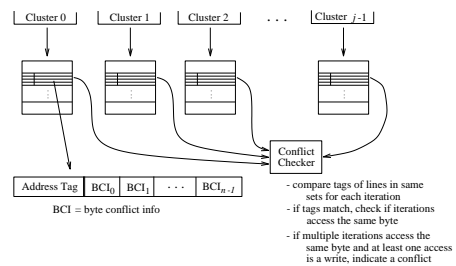 Cluster 0
Cluster 1
Cluster 2
. . .
Cluster j-1
Conflict
Checker
Address Tag
BCI0
BCI1
. . .
BCIn-1
BCI = byte conflict info
- compare tags of lines in same
sets for each iteration
- if tags match, check if iterations
access the same byte
- if multiple iterations access the
same byte and at least one access
is a write, indicate a conflict